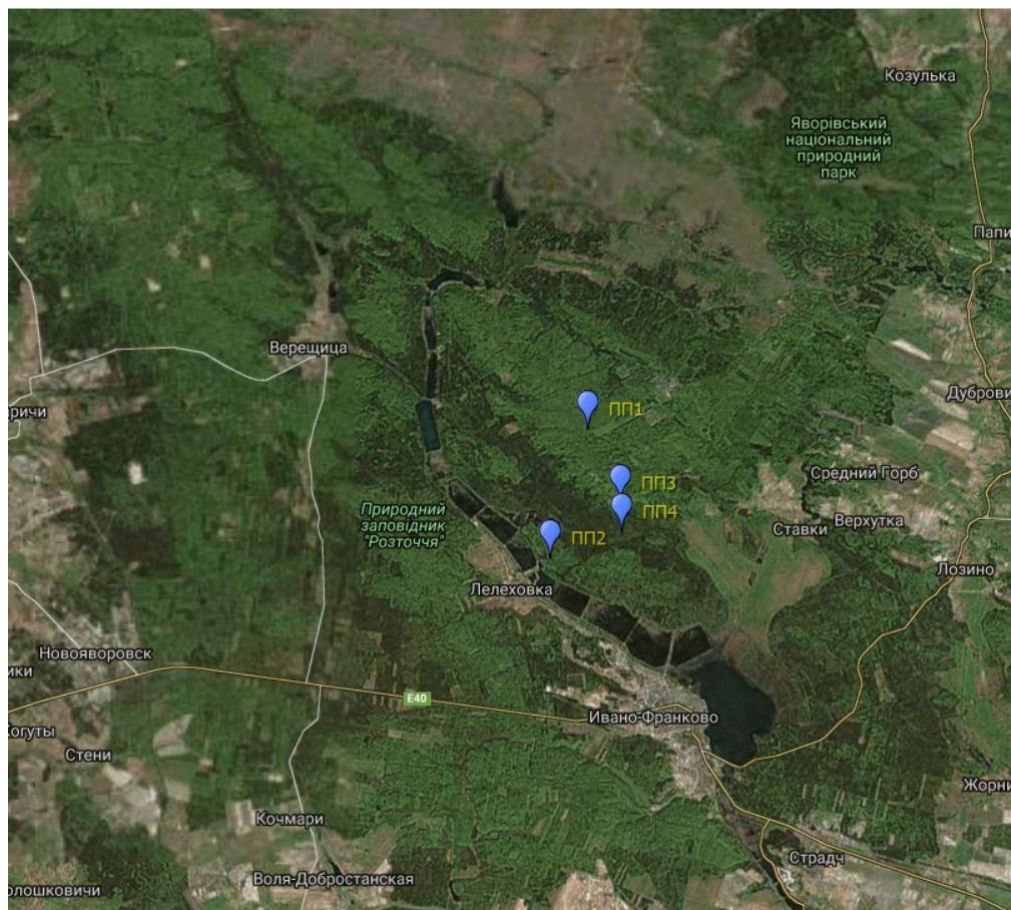 Козулька
Яворівський
національний
природний
парк
Папи
Верещица
Дуброви
аричи
ПП1
Средний Горб
ПП3
Природний
заповідник
"Розточчя"
ПП4
Ставки
Верхутка
ПП2
Лозино
Лелеховка
Новояворовск
ики
E40
Ивано-Франково
Когуты
Стени
Жорни
Кочмари
Страдч
Воля-Добростанская
олошковичи